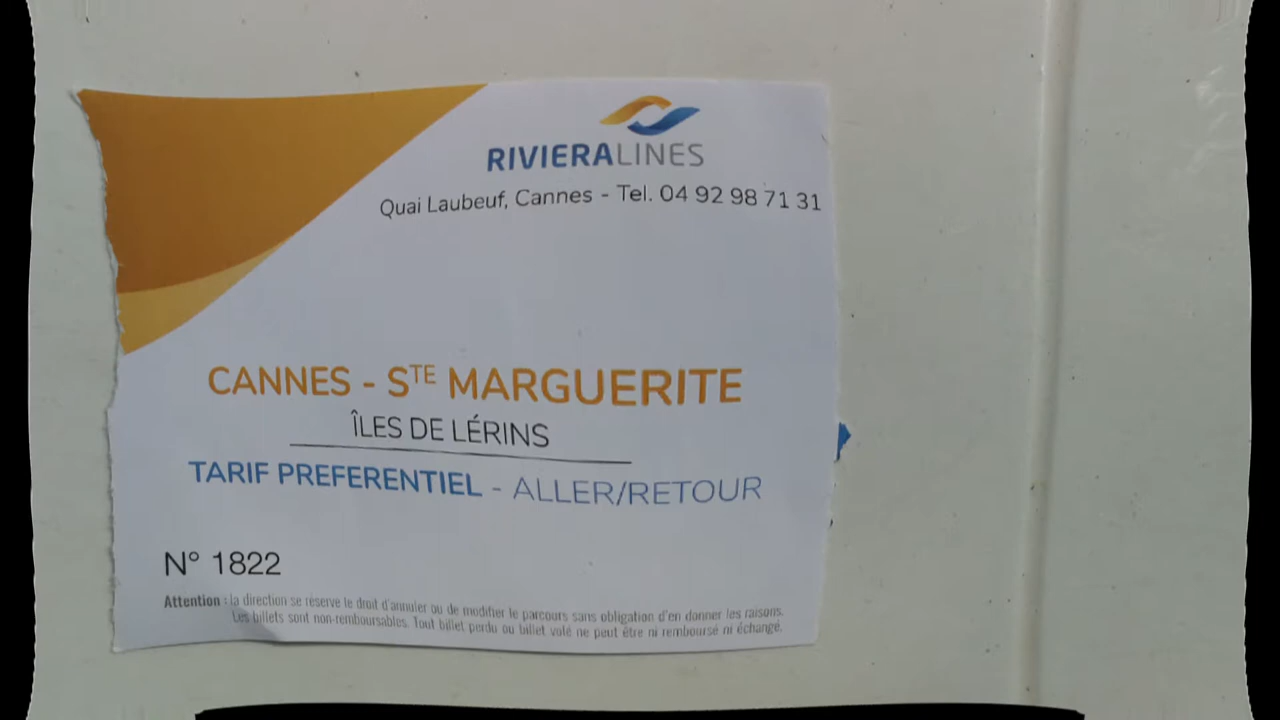 RIVIERALINES
Quai Laubeuf, Cannes - Tel. 04 92 98 71 31
CANNES - STE MARGUERITE
ÎLES DE LÉRINS
TARIF PREFERENTIEL - ALLER/RETOUR
N° 1822
Attention : la direction se réserve le droit d'annuler ou de modifier le parcours sans obligation d'en donner les raisons.
Les billets sont non-remboursables. Tout billet perdu ou billet volé ne peut être ni remboursé ni échangé.